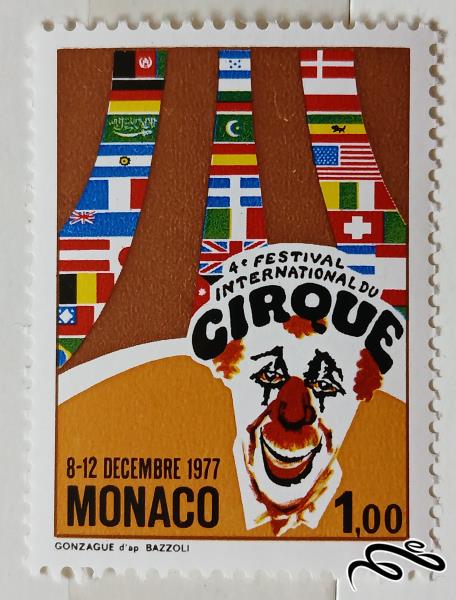 4e FESTIVAL
INTERNATIONAL DU
CIRQUE
8-12 DECEMBRE 1977
MONACO
1,00
GONZAGUE d'ap BAZZOLI